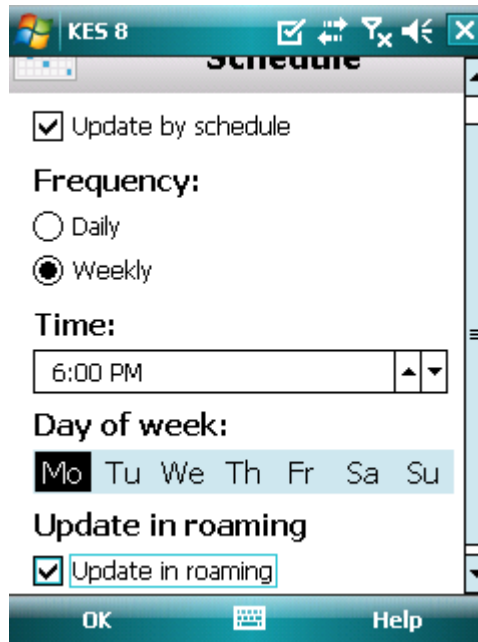 KES 8
Schedule
Update by schedule
Frequency:
Daily
Weekly
Time:
6:00 PM
Day of week:
Mo Tu We Th Fr Sa Su
Update in roaming
Update in roaming
OK Help